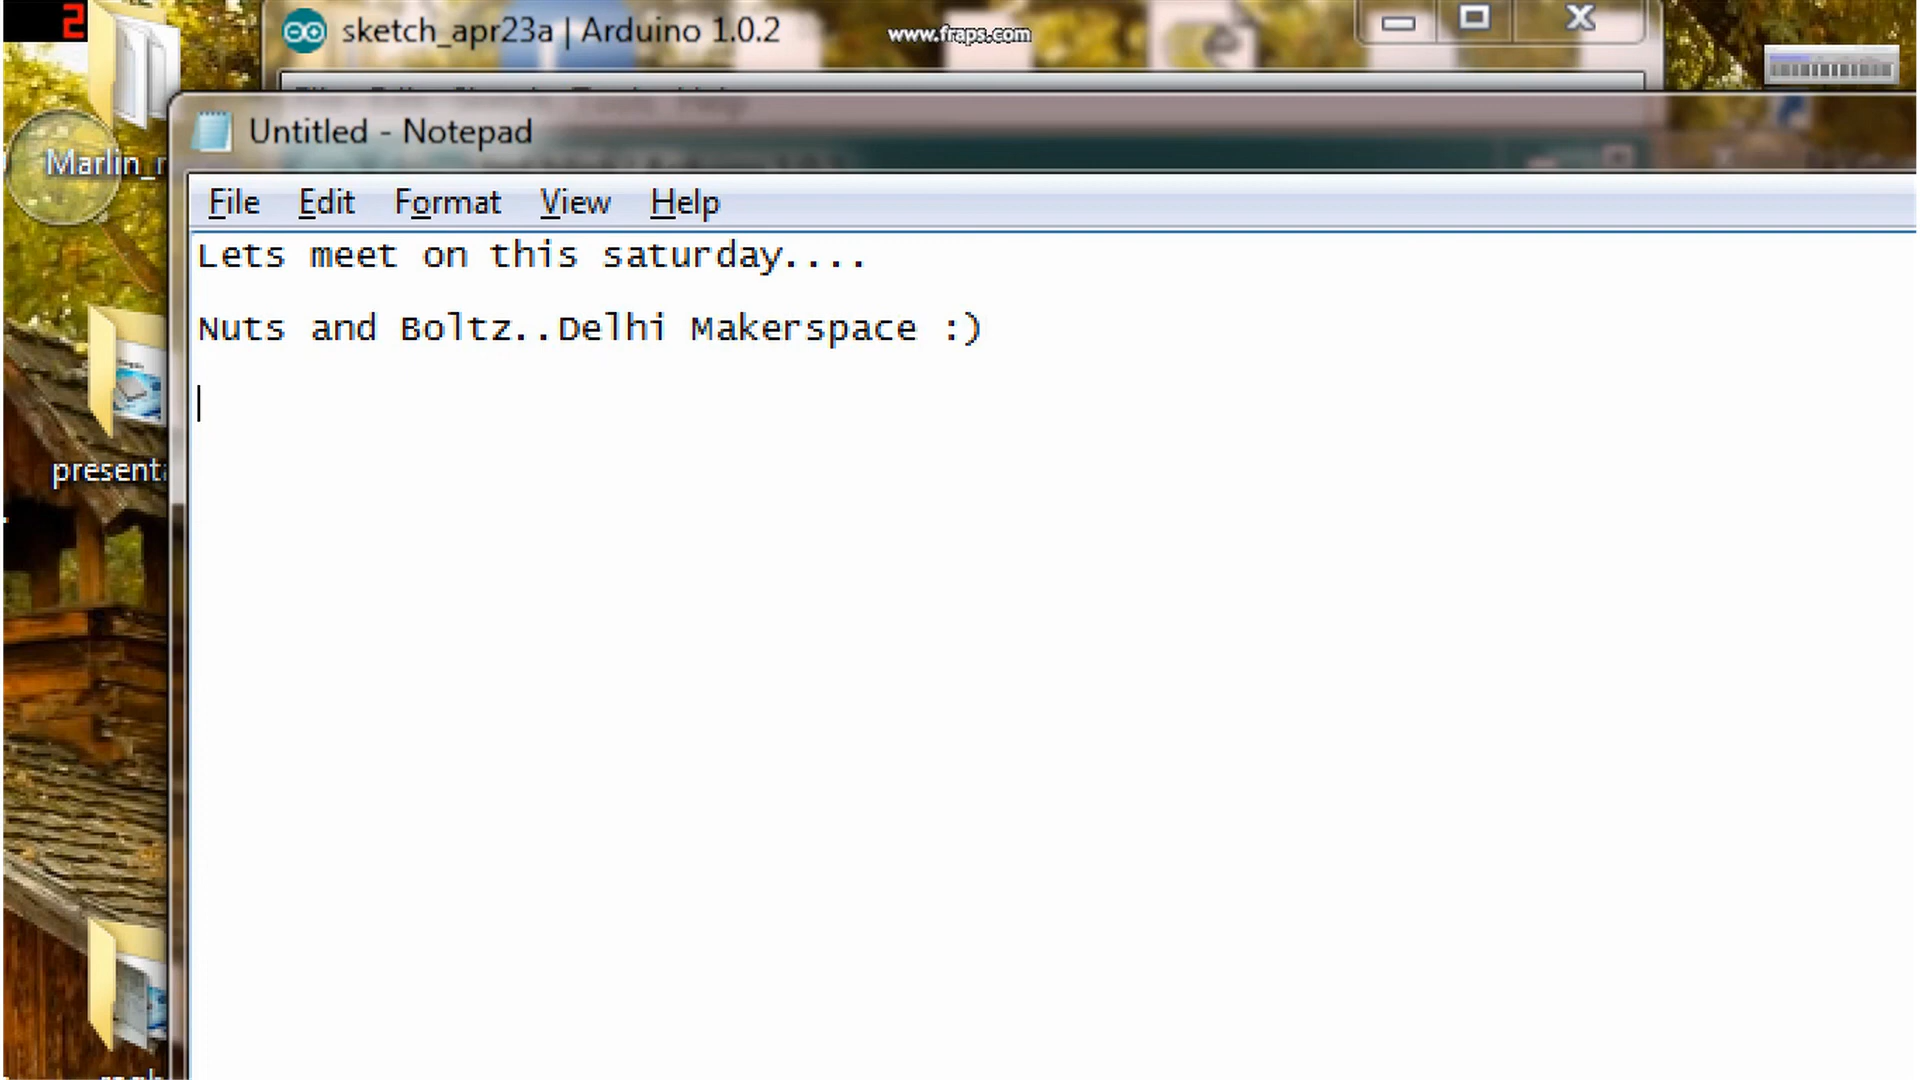 2
sketch_apr23a | Arduino 1.0.2
www.fraps.com
Untitled - Notepad
Marlin_r
File Edit Format View Help
Lets meet on this saturday....
Nuts and Boltz..Delhi Makerspace :)
presenta